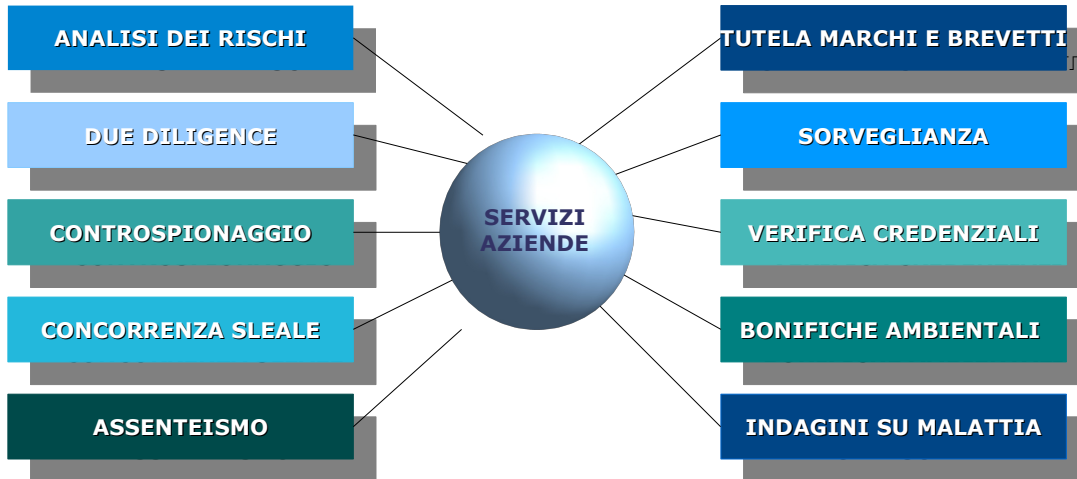 ANALISI DEI RISCHI
DUE DILIGENCE
CONTROSPIONAGGIO
CONCORRENZA SLEALE
ASSENTEISMO
SERVIZI
AZIENDE
TUTELA MARCHI E BREVETTI
SORVEGLIANZA
VERIFICA CREDENZIALI
BONIFICHE AMBIENTALI
INDAGINI SU MALATTIA